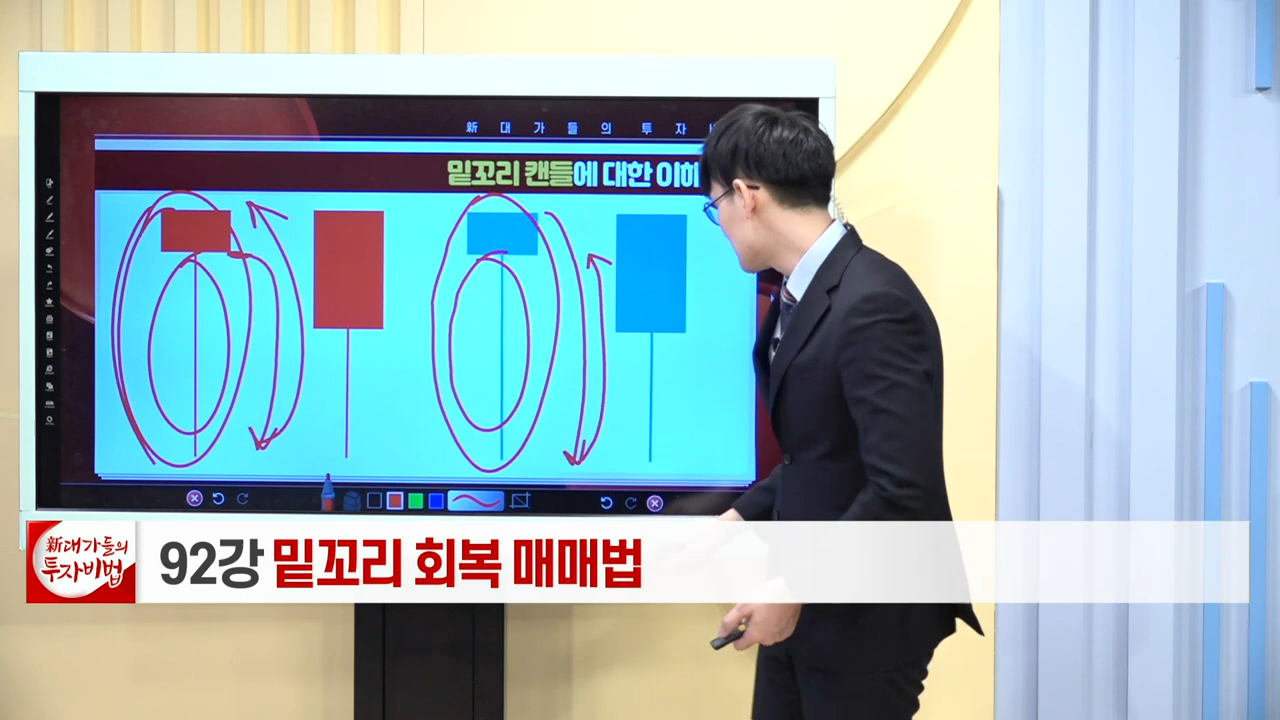 新 대 가 들 의 투 자
밑꼬리 캔들에 대한 이해
新대가들의
투자비법
92강 밑꼬리 회복 매매법